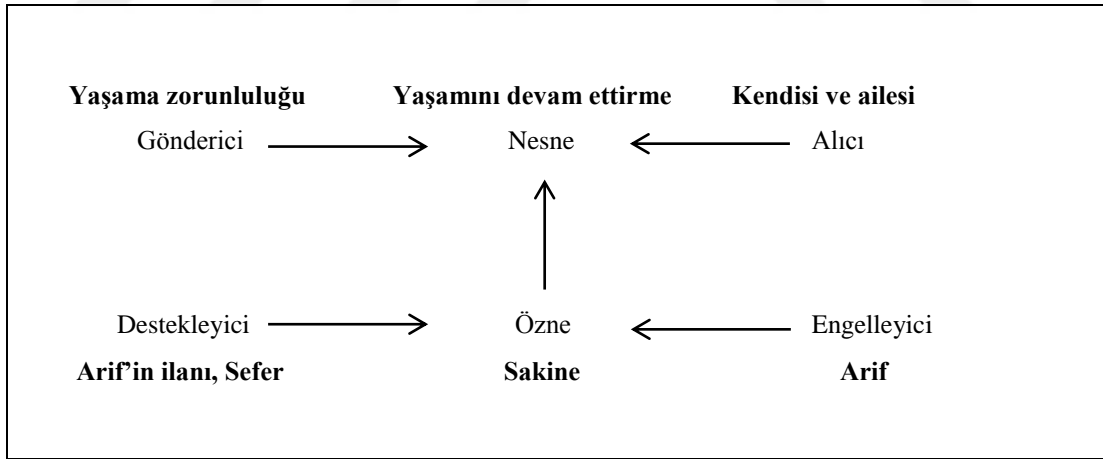 Yaşama zorunluluğu Yaşamını devam ettirme Kendisi ve ailesi
Gönderici Nesne Alıcı
Destekleyici Özne Engelleyici
Arif’in ilanı, Sefer Sakine Arif